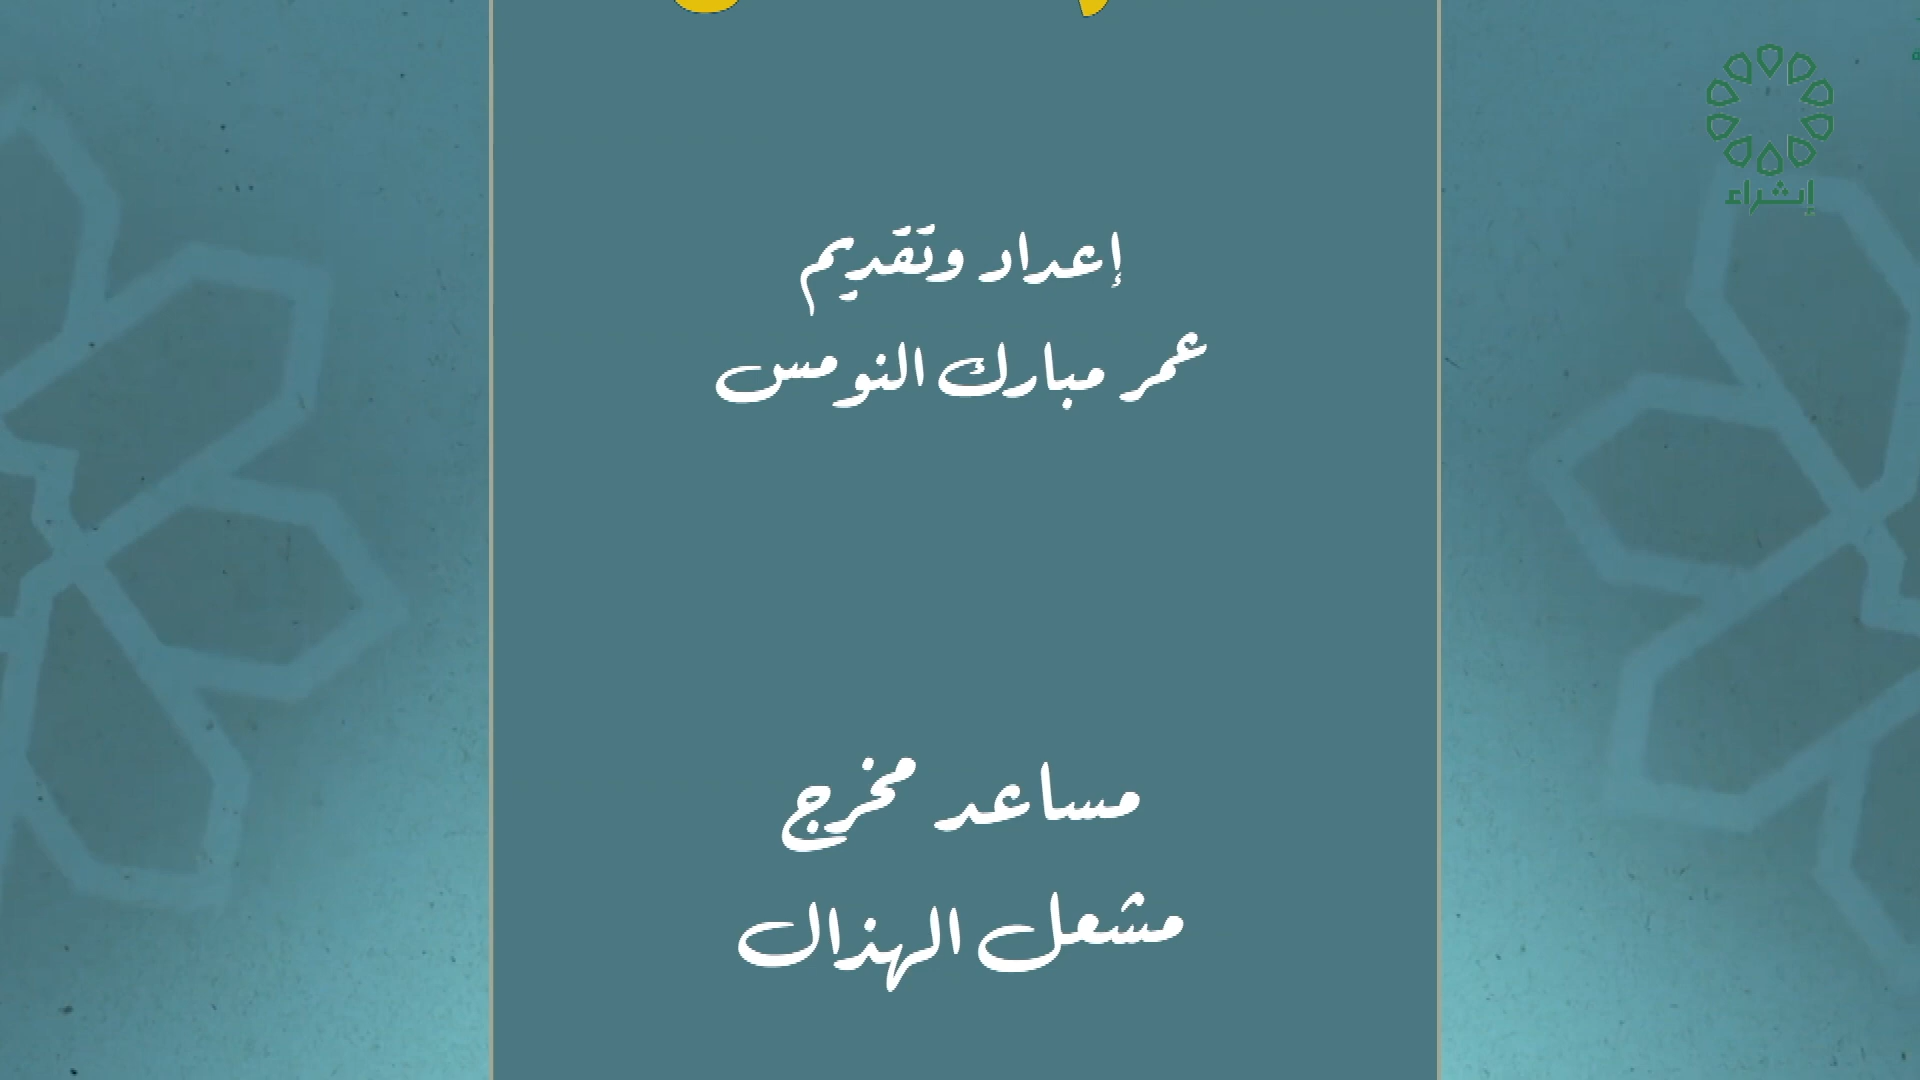 إثراء
إعداد وتقديم
عمر مبارك النومس
مساعد مخرج
مشعل الهذال